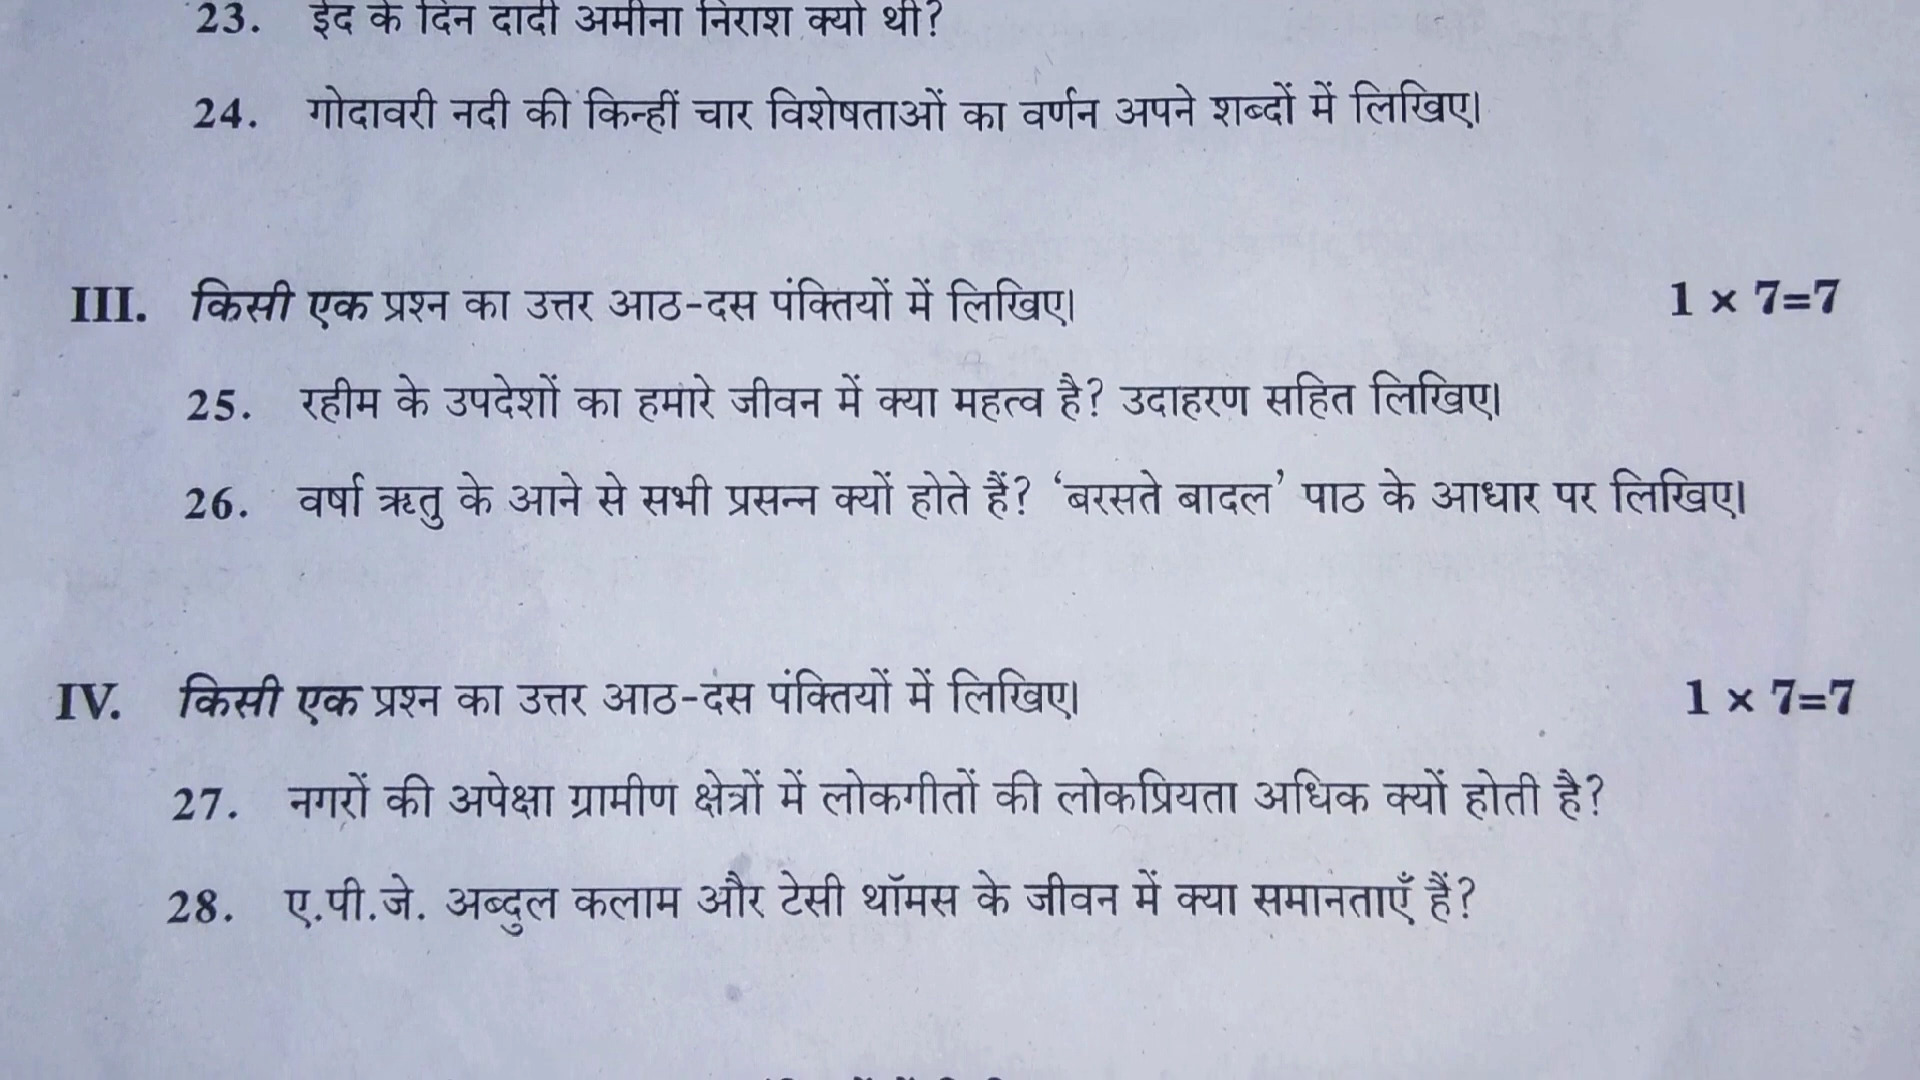 23. ईद के दिन दादी अमीना निराश क्यों थी?
24. गोदावरी नदी की किन्हीं चार विशेषताओं का वर्णन अपने शब्दों में लिखिए।
III. किसी एक प्रश्न का उत्तर आठ-दस पंक्तियों में लिखिए। 1 × 7=7
25. रहीम के उपदेशों का हमारे जीवन में क्या महत्व है? उदाहरण सहित लिखिए।
26. वर्षा ऋतु के आने से सभी प्रसन्न क्यों होते हैं? ‘बरसते बादल’ पाठ के आधार पर लिखिए।
IV. किसी एक प्रश्न का उत्तर आठ-दस पंक्तियों में लिखिए। 1 × 7=7
27. नगरों की अपेक्षा ग्रामीण क्षेत्रों में लोकगीतों की लोकप्रियता अधिक क्यों होती है?
28. ए.पी.जे. अब्दुल कलाम और टेसी थॉमस के जीवन में क्या समानताएँ हैं?